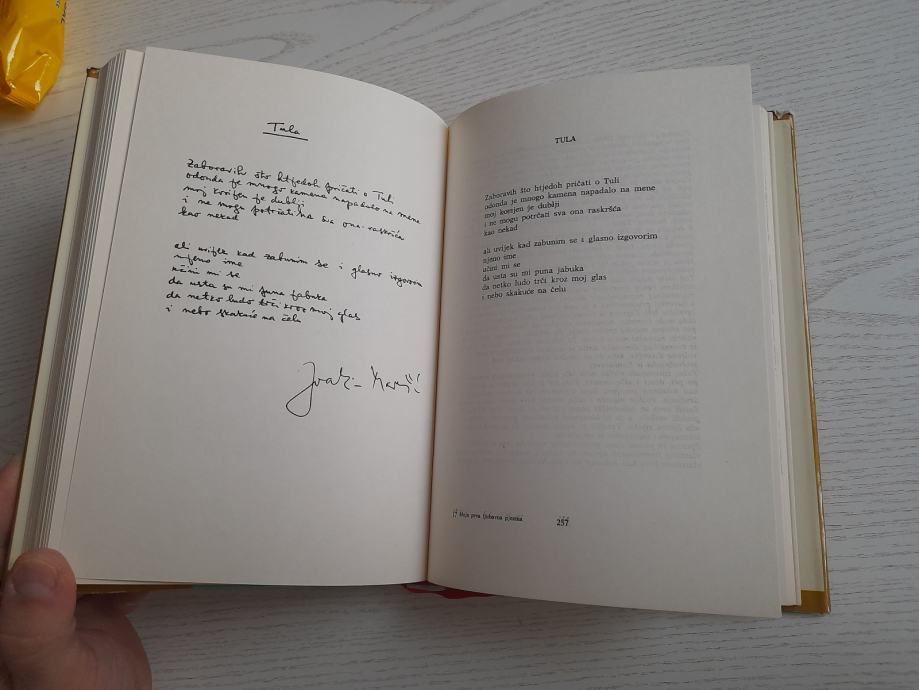 Tula
Zaboravih što htjedoh pričati o Tuli
odonda je mnogo kamena napadalo na mene
moj korijen je dublji
i ne mogu potrčati na sva ona raskršća
kao nekad
ali uvijek kad zabunim se i glasno izgovorim
njeno ime
učini mi se
da usta su mi puna jabuka
da netko ludo trči kroz moj glas
i nebo skakuće na čelu
TULA
Zaboravih što htjedoh pričati o Tuli
odonda je mnogo kamena napadalo na mene
moj korijen je dublji
i ne mogu potrčati na sva ona raskršća
kao nekad
ali uvijek kad zabunim se i glasno izgovorim
njeno ime
učini mi se
da usta su mi puna jabuka
da netko ludo trči kroz moj glas
i nebo skakuće na čelu
17 Moja prva ljubavna pjesma
257